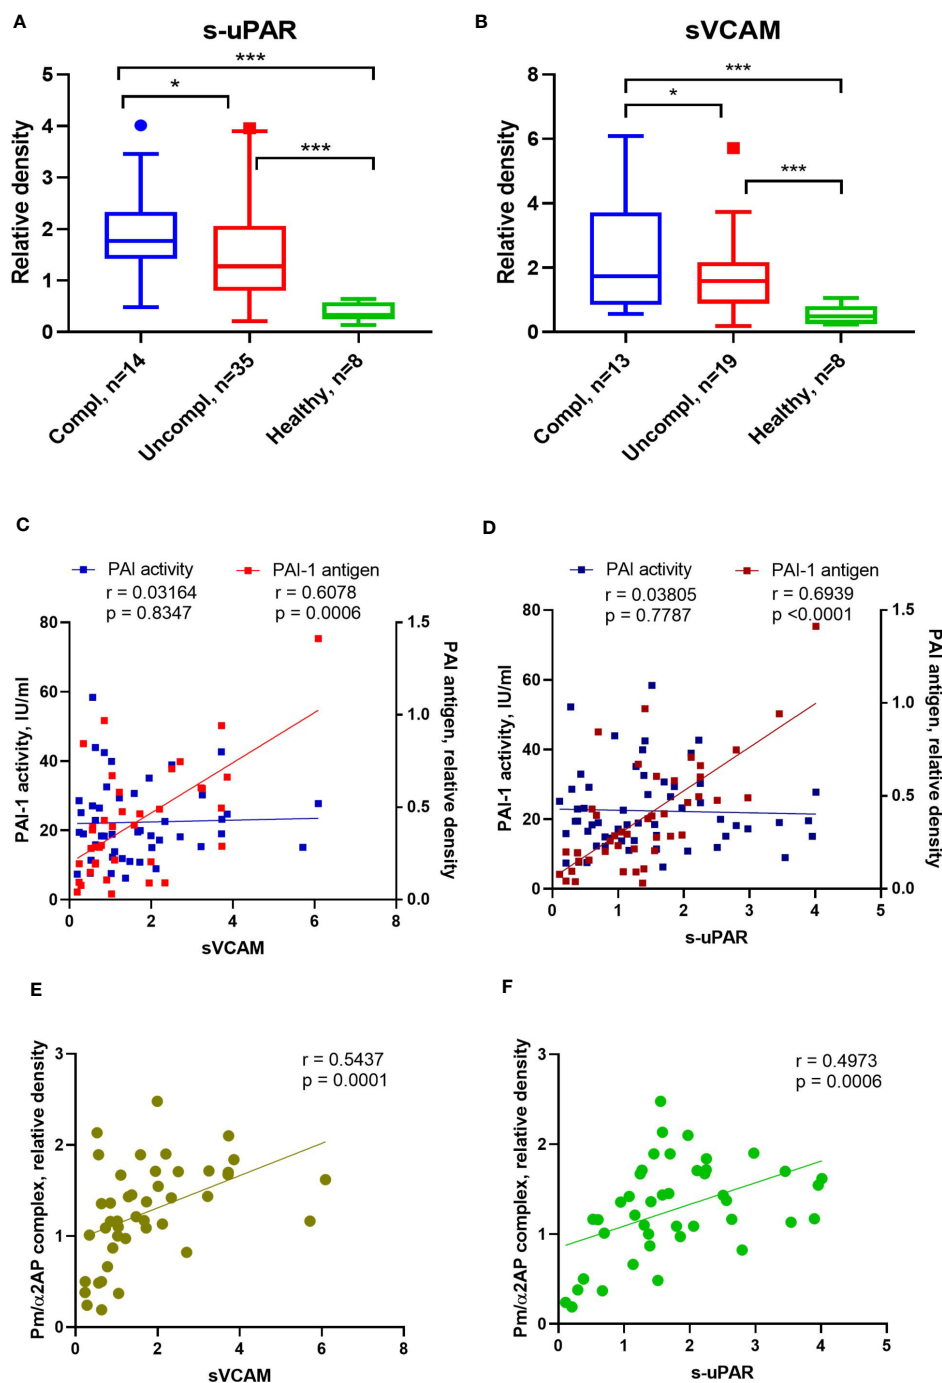 A
s-uPAR
***
*
***
Relative density
5
4
3
2
1
0
Compl, n=14
Uncompl, n=35
Healthy, n=8
B
sVCAM
***
*
***
Relative density
8
6
4
2
0
Compl, n=13
Uncompl, n=19
Healthy, n=8
C
PAI activity
r = 0.03164
p = 0.8347
PAI-1 antigen
r = 0.6078
p = 0.0006
PAI-1 activity, IU/ml
80
60
40
20
0
1.5
1.0
0.5
0.0
PAI antigen, relative density
0 2 4 6 8
sVCAM
D
PAI activity
r = 0.03805
p = 0.7787
PAI-1 antigen
r = 0.6939
p <0.0001
PAI-1 activity, IU/ml
80
60
40
20
0
1.5
1.0
0.5
0.0
PAI antigen, relative density
0 1 2 3 4 5
s-uPAR
E
r = 0.5437
p = 0.0001
Pm/α2AP complex, relative density
3
2
1
0
0 2 4 6 8
sVCAM
F
r = 0.4973
p = 0.0006
Pm/α2AP complex, relative density
3
2
1
0
0 1 2 3 4 5
s-uPAR